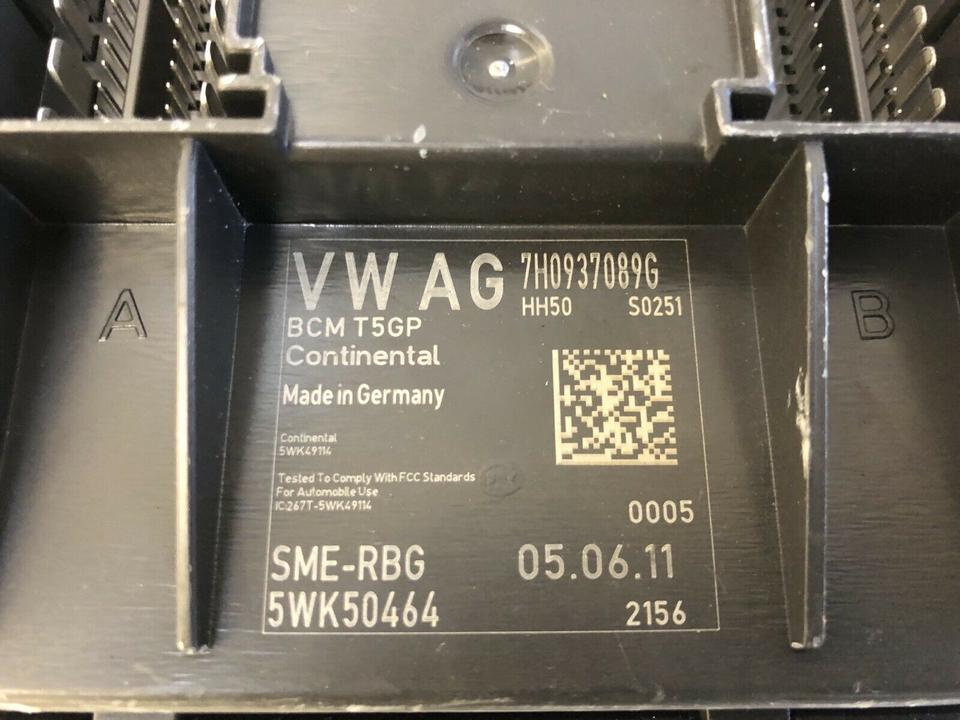 VW AG 7H0937089G
HH50 S0251
BCM T5GP
Continental
Made in Germany
A
B
Continental
5WK49114
Tested To Comply With FCC Standards
For Automobile Use
IC:267T-5WK49114
0005
SME-RBG 05.06.11
5WK50464 2156